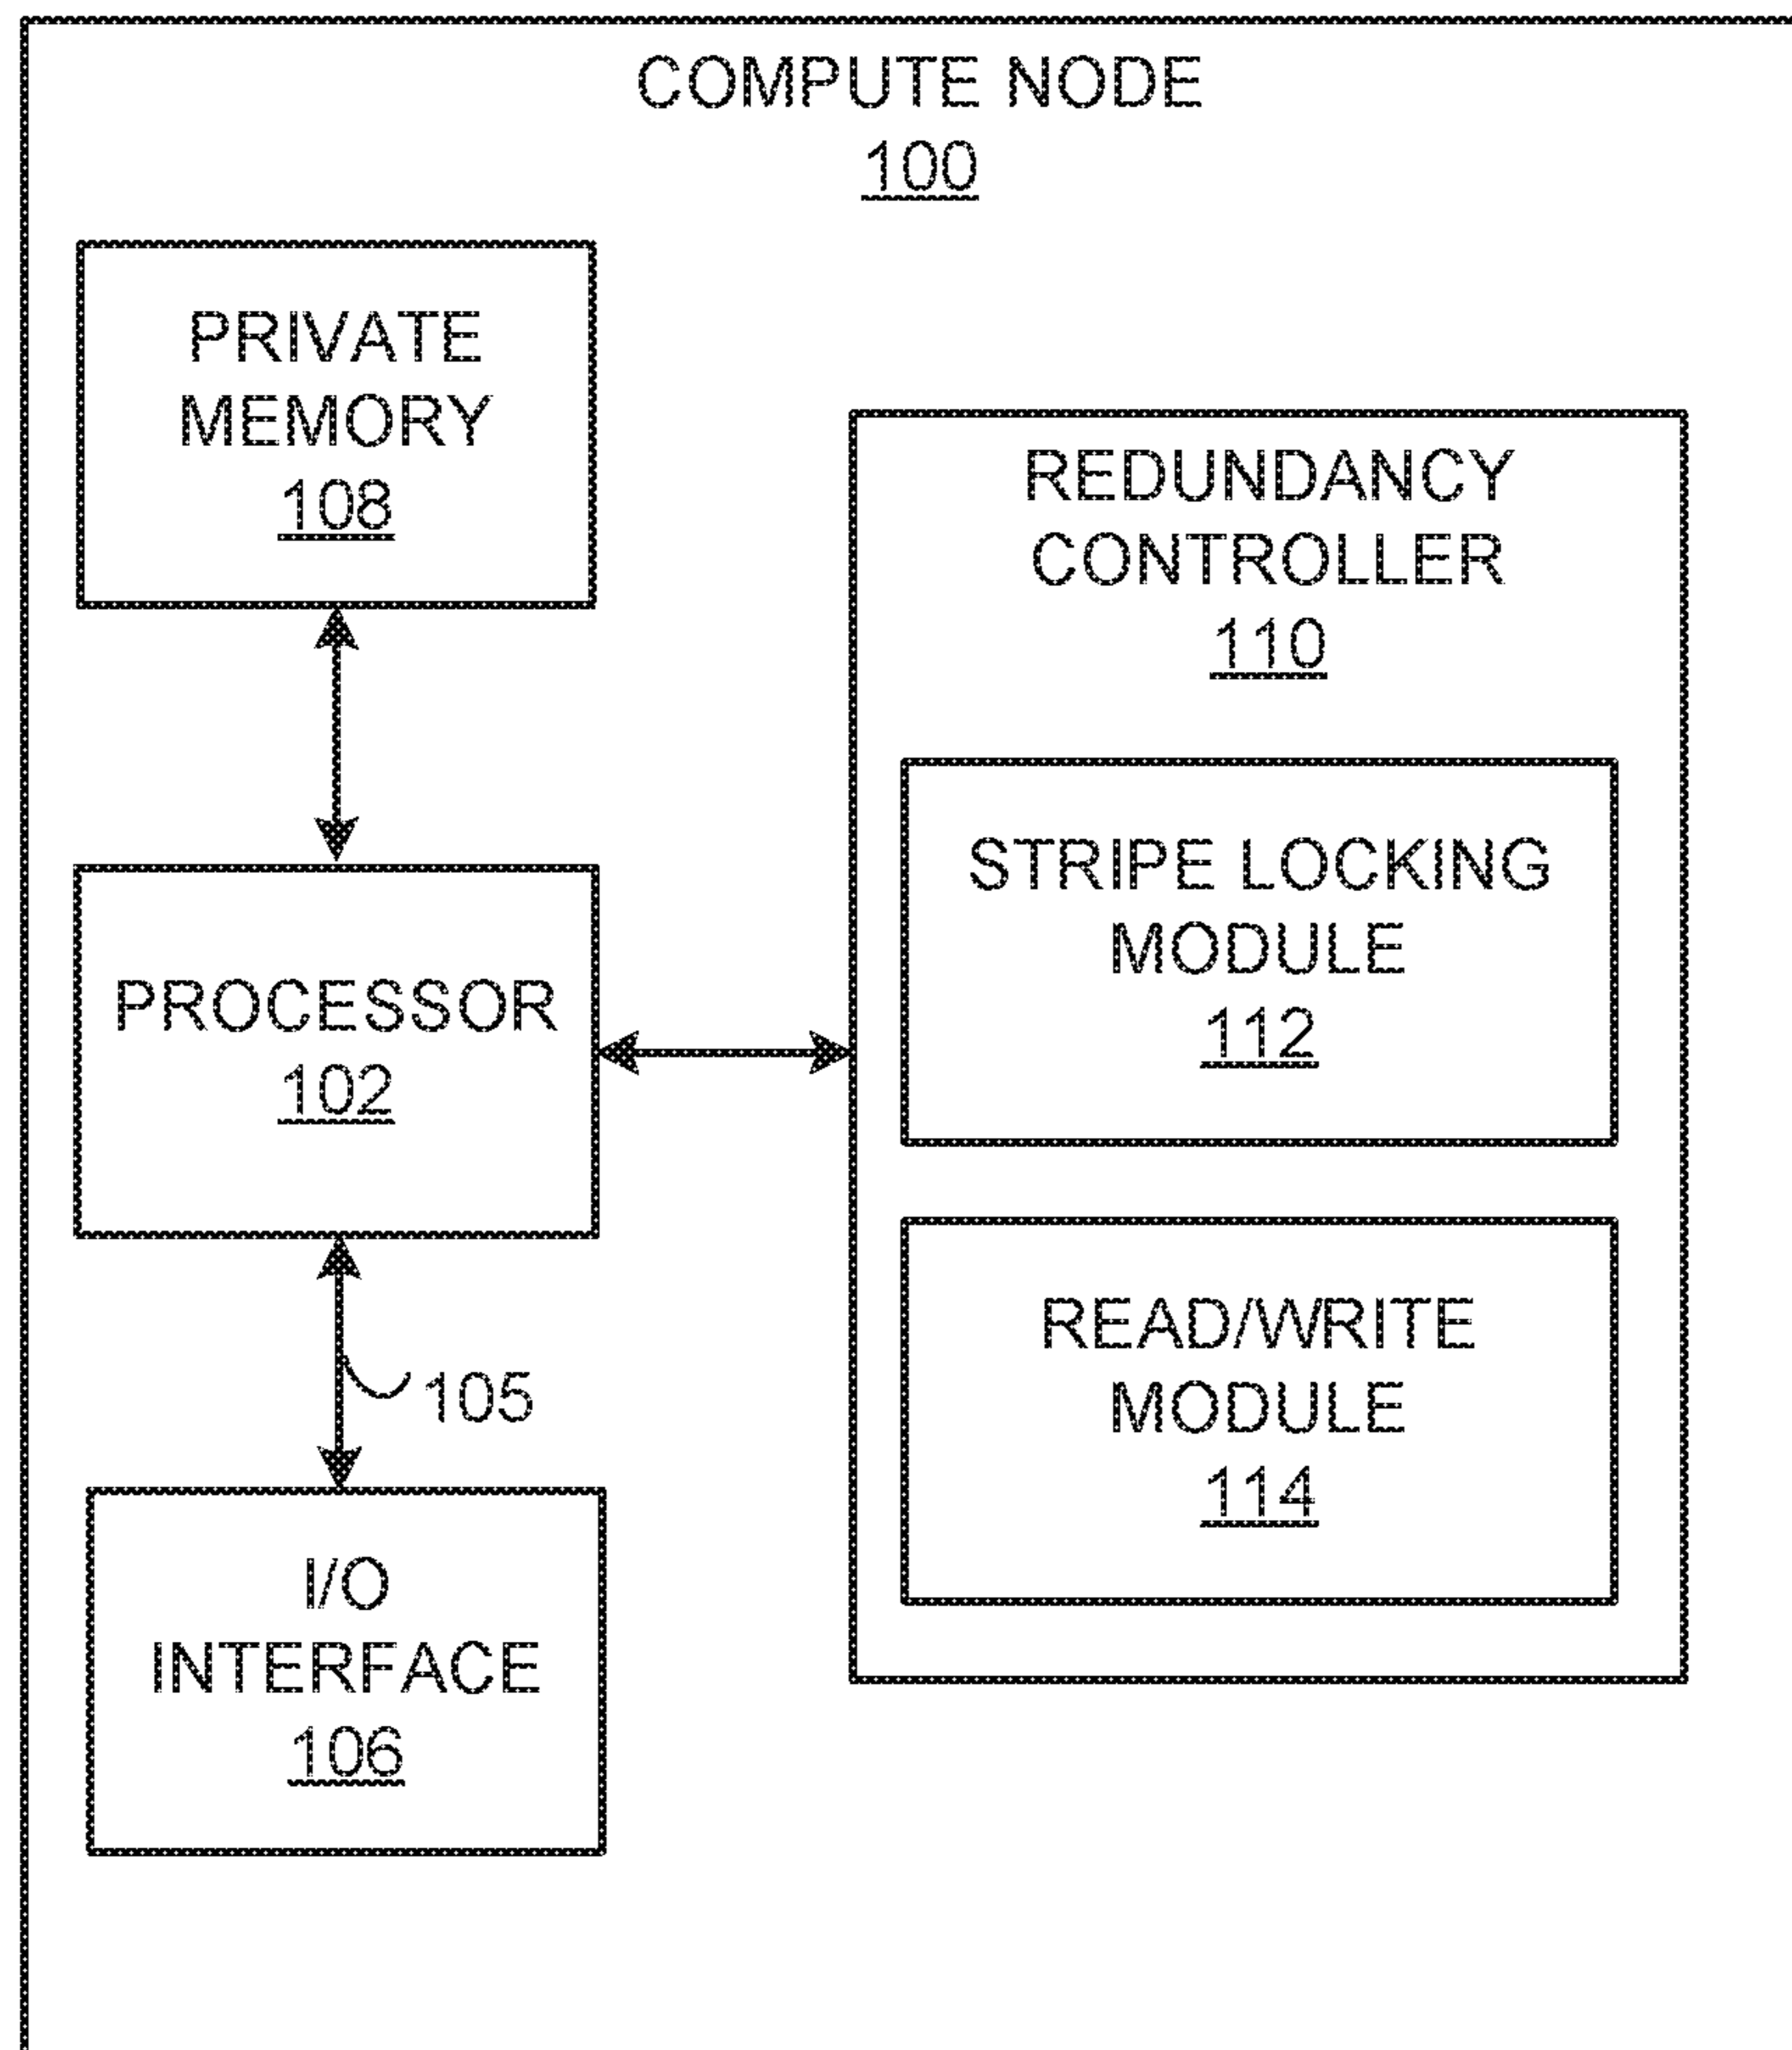 COMPUTE NODE
100
PRIVATE
MEMORY
108
REDUNDANCY
CONTROLLER
110
STRIPE LOCKING
MODULE
112
PROCESSOR
102
READ/WRITE
MODULE
114
105
I/O
INTERFACE
106